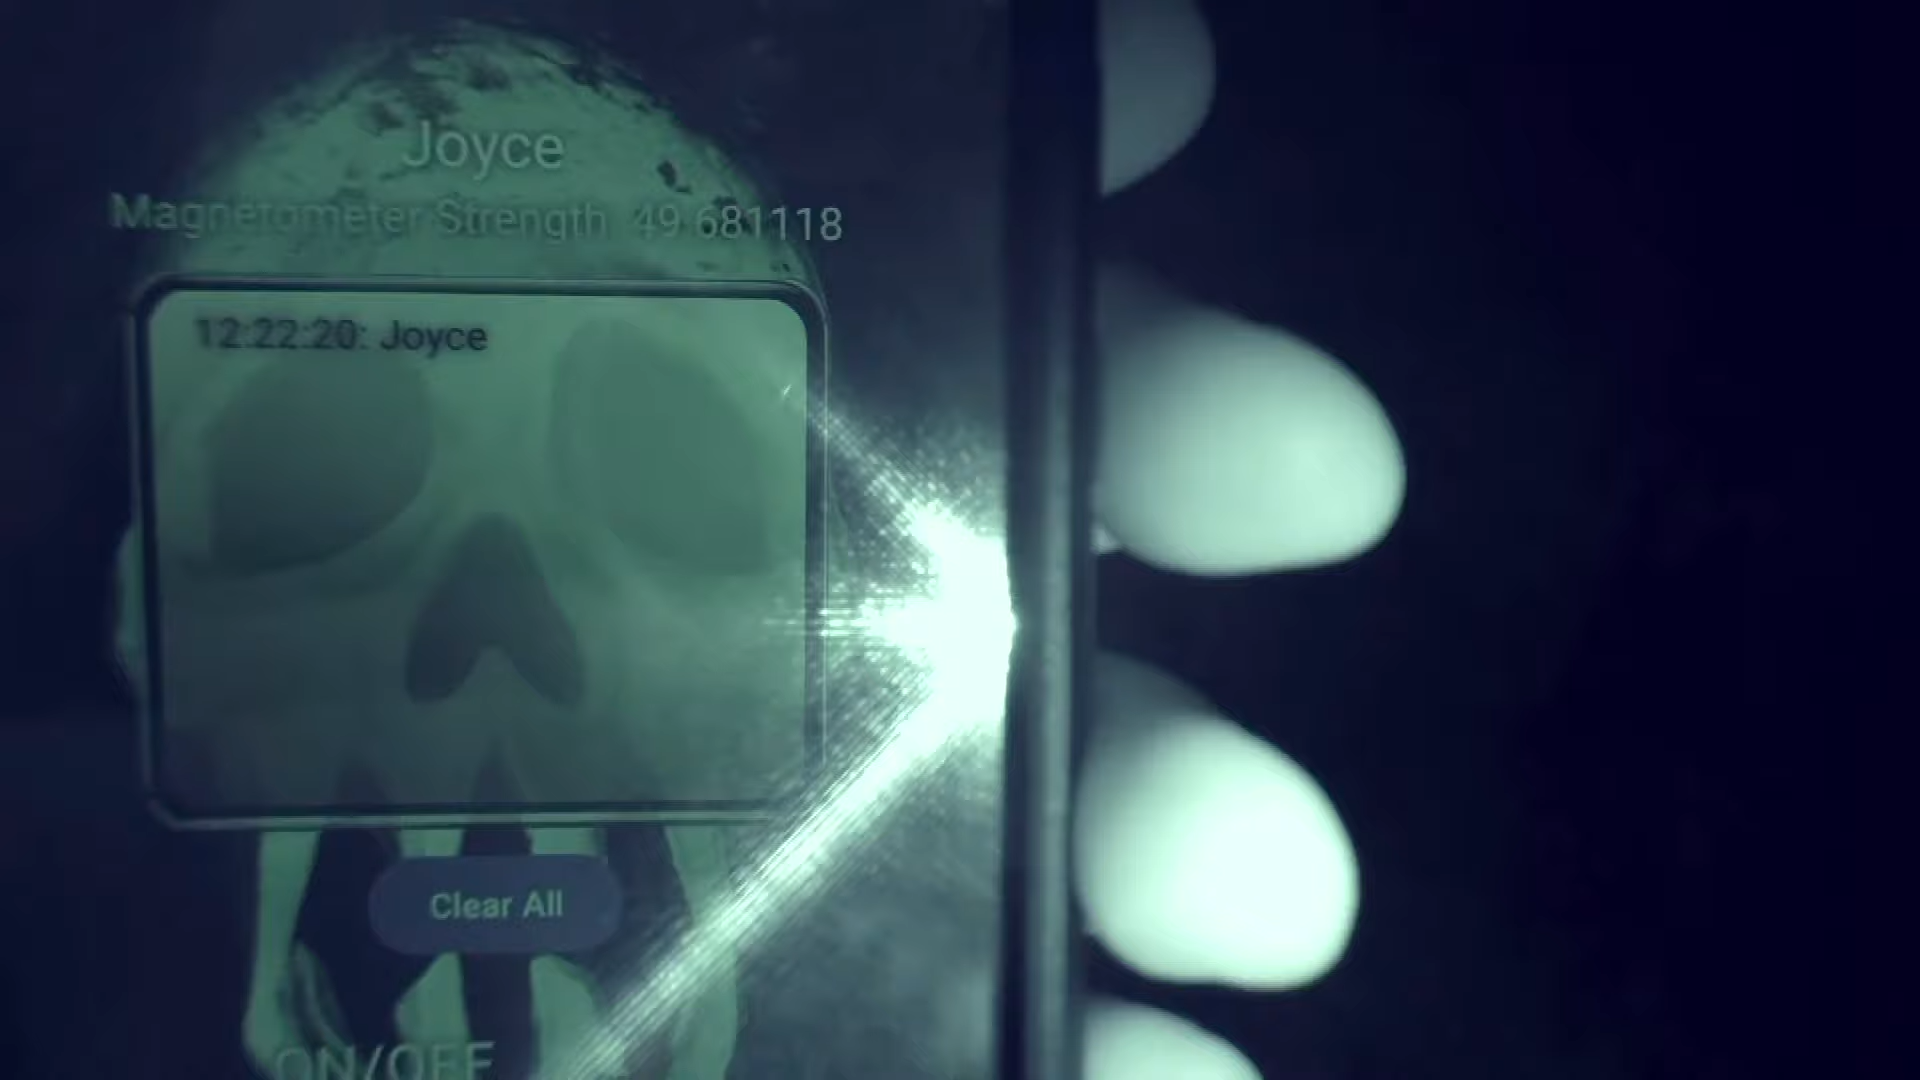 Joyce
Magnetometer Strength 49.681118
12:22:20: Joyce
Clear All
ON/OFF